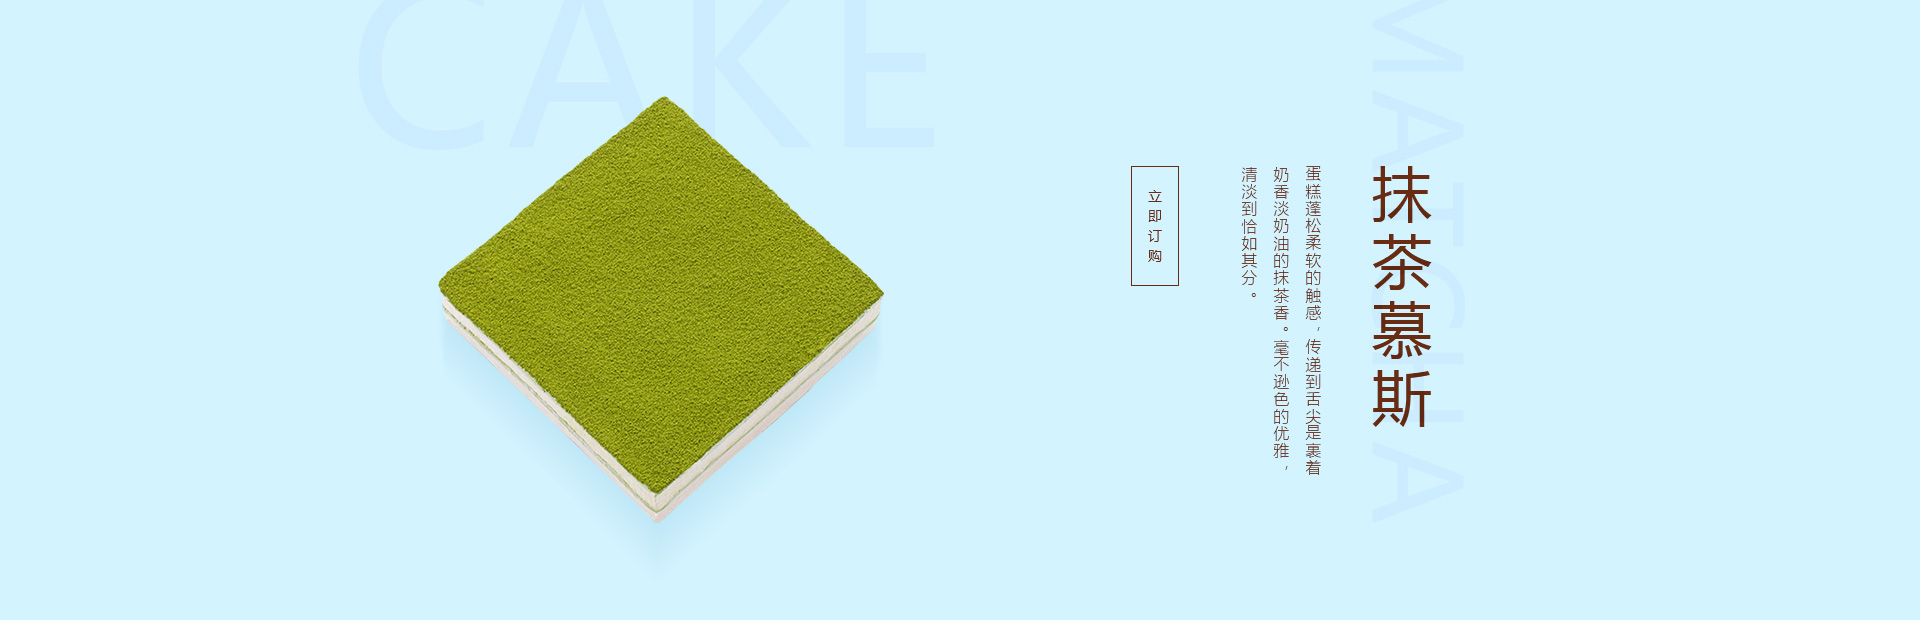 CAKE
MATCHA
抹茶慕斯
蛋糕蓬松柔软的触感，传递到舌尖是裹着
奶香淡奶油的抹茶香。毫不逊色的优雅，
清淡到恰如其分。
立即订购